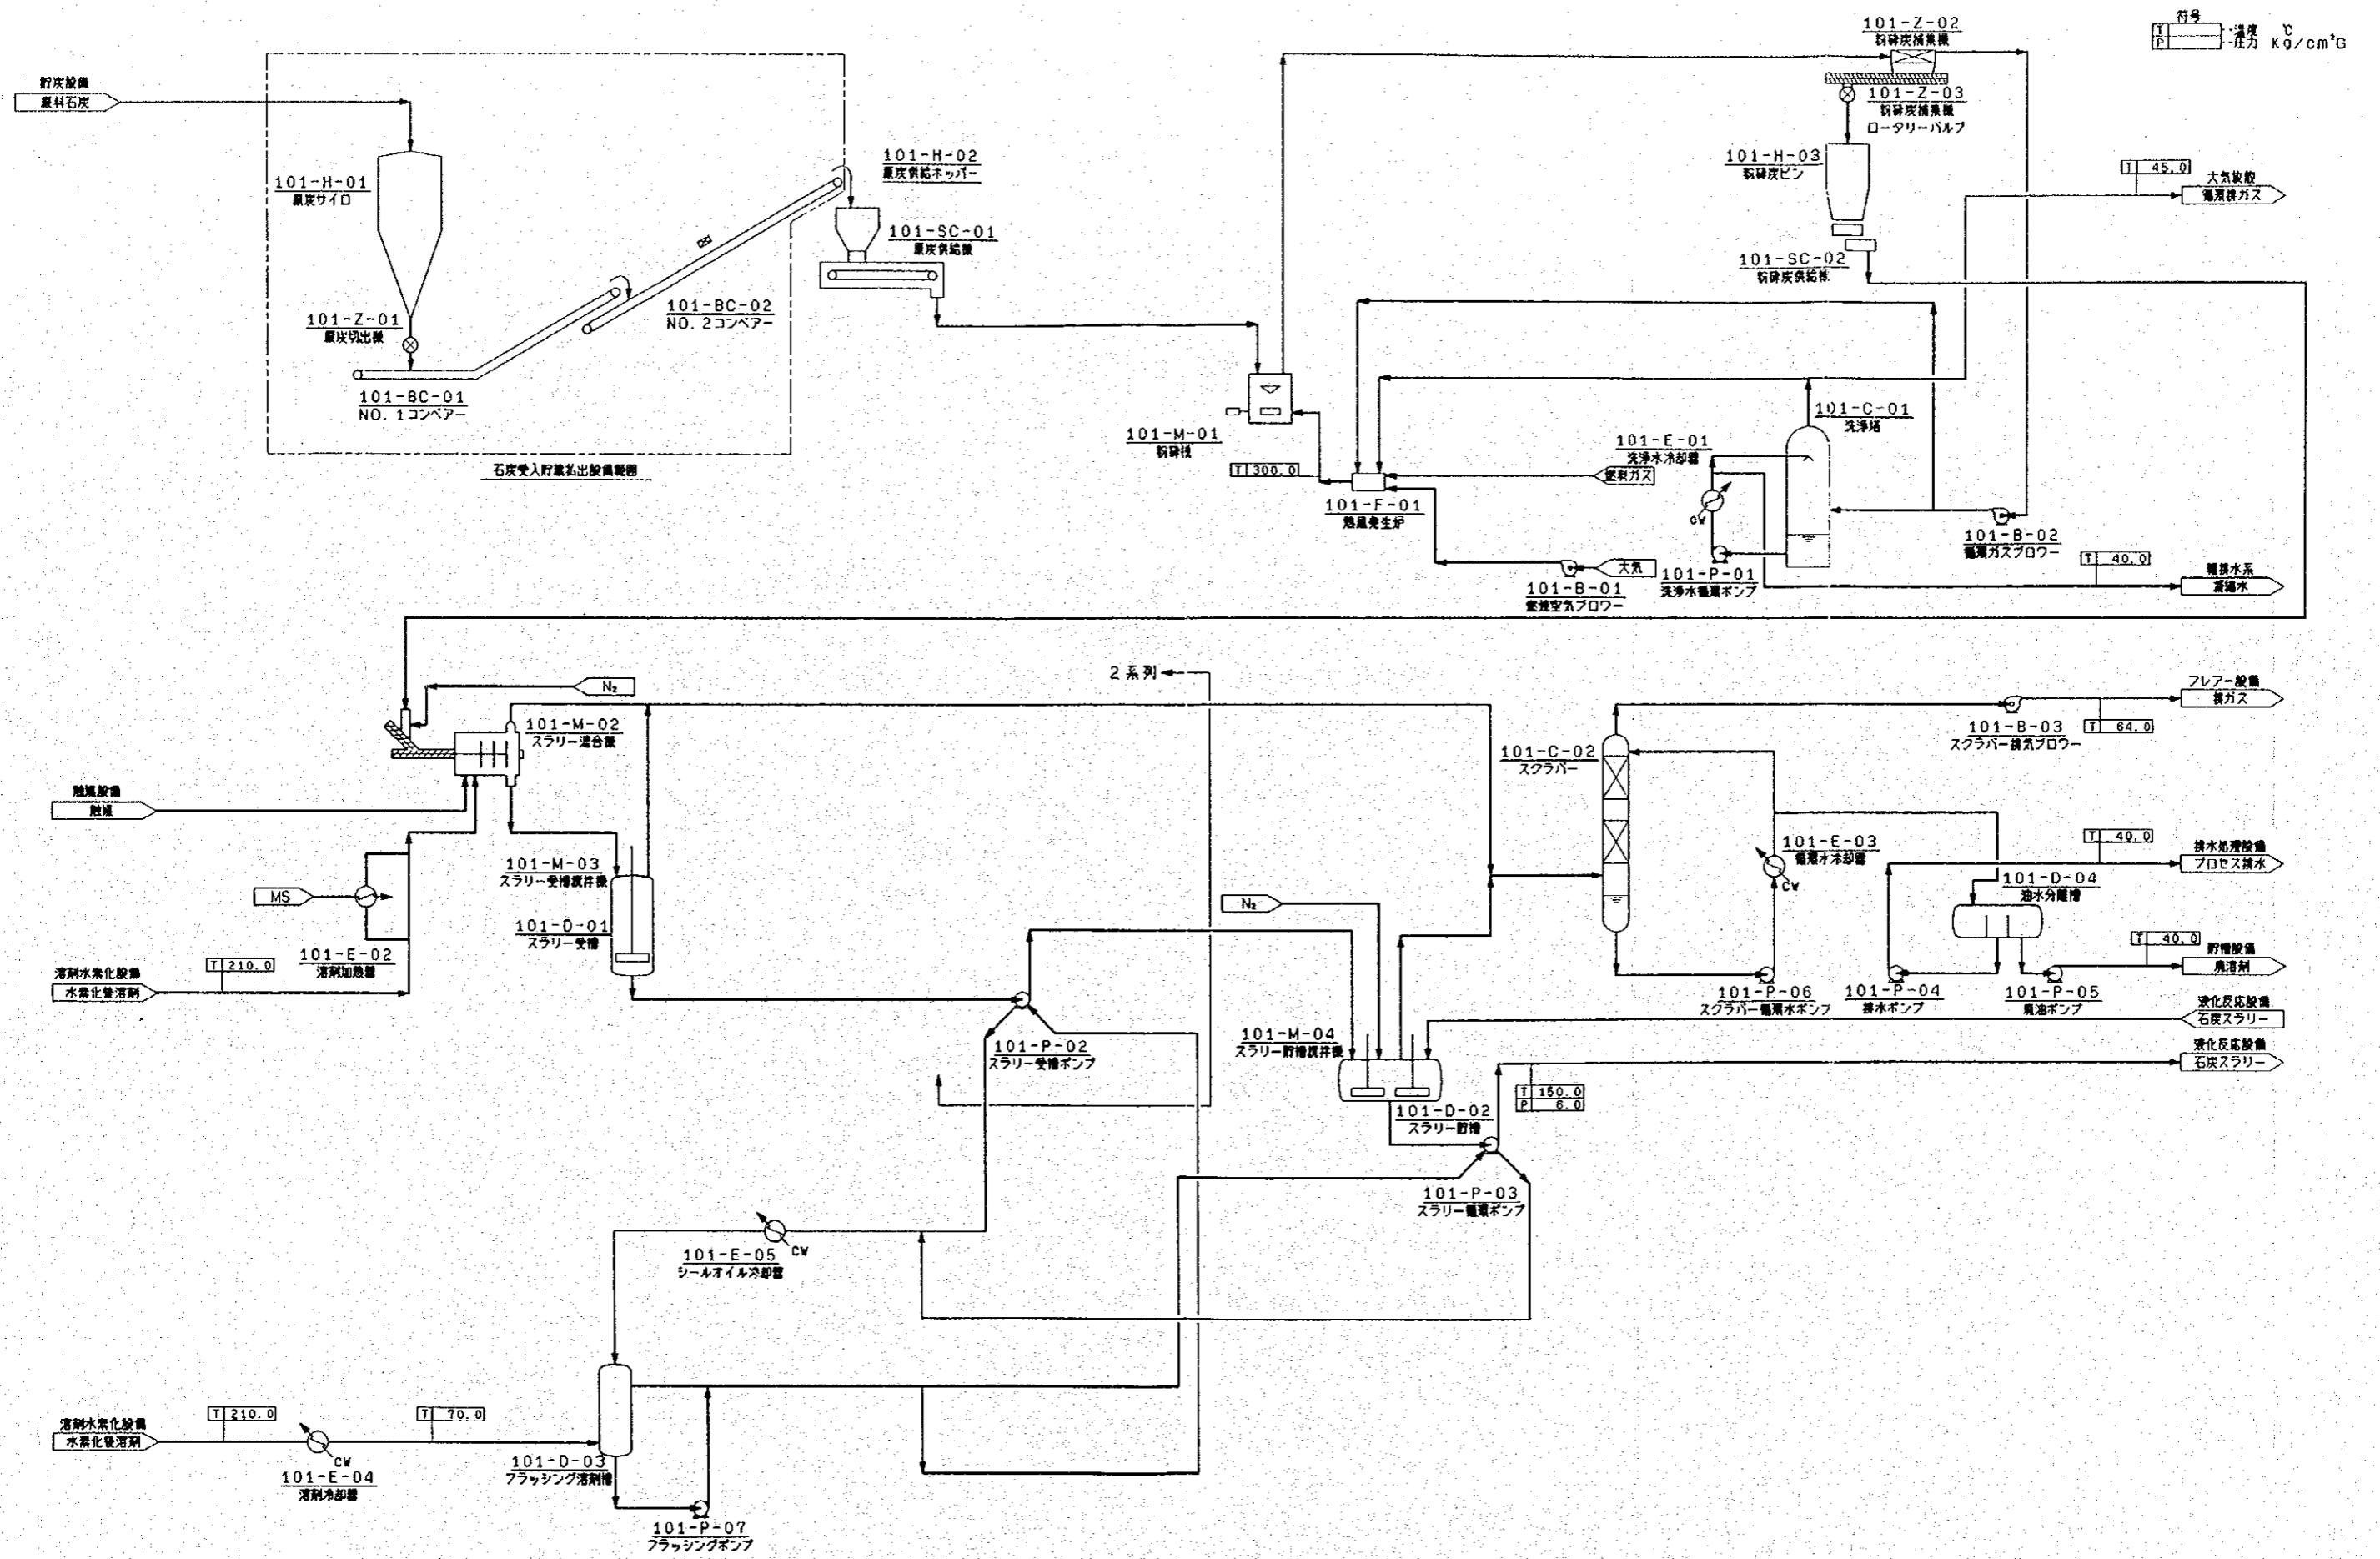 符号
T 温度 ℃
P 圧力 Kg/cm²G
101-Z-02
粉砕炭捕集機
101-Z-03
粉砕炭捕集機
ロータリーバルブ
貯炭設備
原料石炭
101-H-01
原炭サイロ
101-H-02
原炭供給ホッパー
101-SC-01
原炭供給機
101-H-03
粉砕炭ビン
101-SC-02
粉砕炭供給機
T 45.0
大気放散
循環排ガス
101-Z-01
原炭切出機
101-BC-02
NO.2コンベアー
101-BC-01
NO.1コンベアー
石炭受入貯蔵払出設備範囲
101-M-01
粉砕機
T 300.0
101-F-01
熱風発生炉
燃料ガス
101-E-01
洗浄水冷却器
CW
101-C-01
洗浄塔
101-B-02
循環ガスブロワー
101-P-01
洗浄水循環ポンプ
大気
101-B-01
燃焼空気ブロワー
T 40.0
雑排水系
凝縮水
2系列
N₂
101-M-02
スラリー混合機
触媒設備
触媒
MS
101-E-02
溶剤加熱器
溶剤水素化設備
水素化後溶剤
T 210.0
101-M-03
スラリー受槽撹拌機
101-D-01
スラリー受槽
101-P-02
スラリー受槽ポンプ
フレアー設備
排ガス
T 64.0
101-B-03
スクラバー排気ブロワー
101-C-02
スクラバー
101-E-03
循環水冷却器
CW
T 40.0
排水処理設備
プロセス排水
101-D-04
油水分離槽
T 40.0
貯槽設備
廃溶剤
101-P-06
スクラバー循環水ポンプ
101-P-04
排水ポンプ
101-P-05
廃油ポンプ
N₂
101-M-04
スラリー貯槽撹拌機
101-D-02
スラリー貯槽
液化反応設備
石炭スラリー
液化反応設備
石炭スラリー
T 150.0
P 6.0
101-P-03
スラリー循環ポンプ
101-E-05
シールオイル冷却器
CW
溶剤水素化設備
水素化後溶剤
T 210.0
CW
101-E-04
溶剤冷却器
T 70.0
101-D-03
フラッシング溶剤槽
101-P-07
フラッシングポンプ